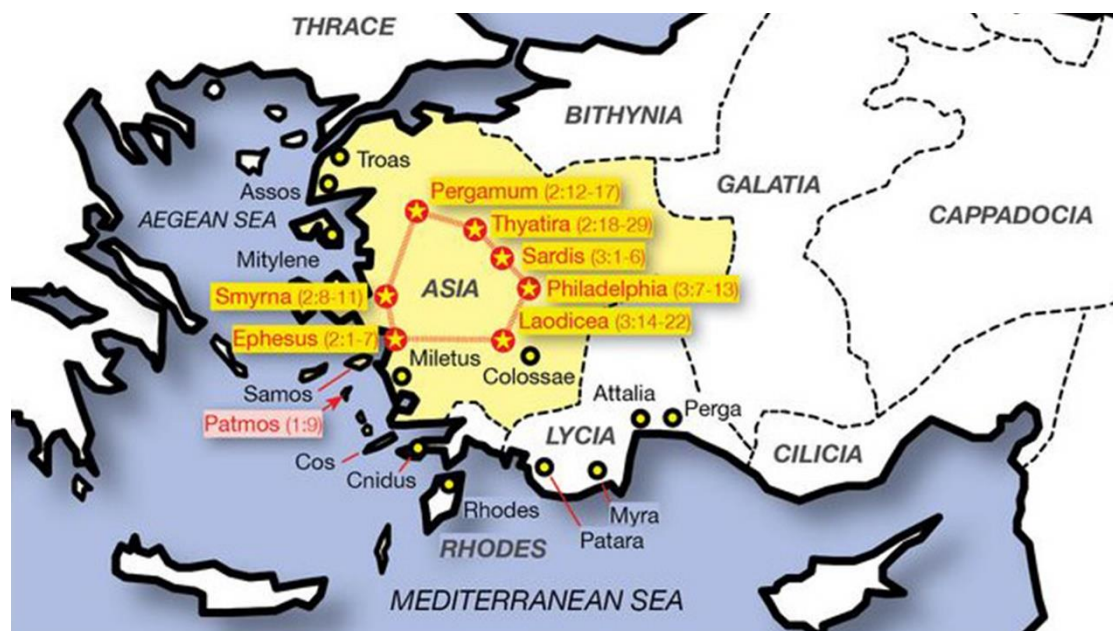 THRACE
BITHYNIA
Troas
GALATIA
Pergamum (2:12-17)
Assos
CAPPADOCIA
AEGEAN SEA
Thyatira (2:18-29)
Mitylene
Sardis (3:1-6)
ASIA
Smyrna (2:8-11)
Philadelphia (3:7-13)
Laodicea (3:14-22)
Ephesus (2:1-7)
Miletus
Colossae
Samos
Attalia
Patmos (1:9)
Perga
LYCIA
Cos
CILICIA
Cnidus
Rhodes
Myra
Patara
RHODES
MEDITERRANEAN SEA